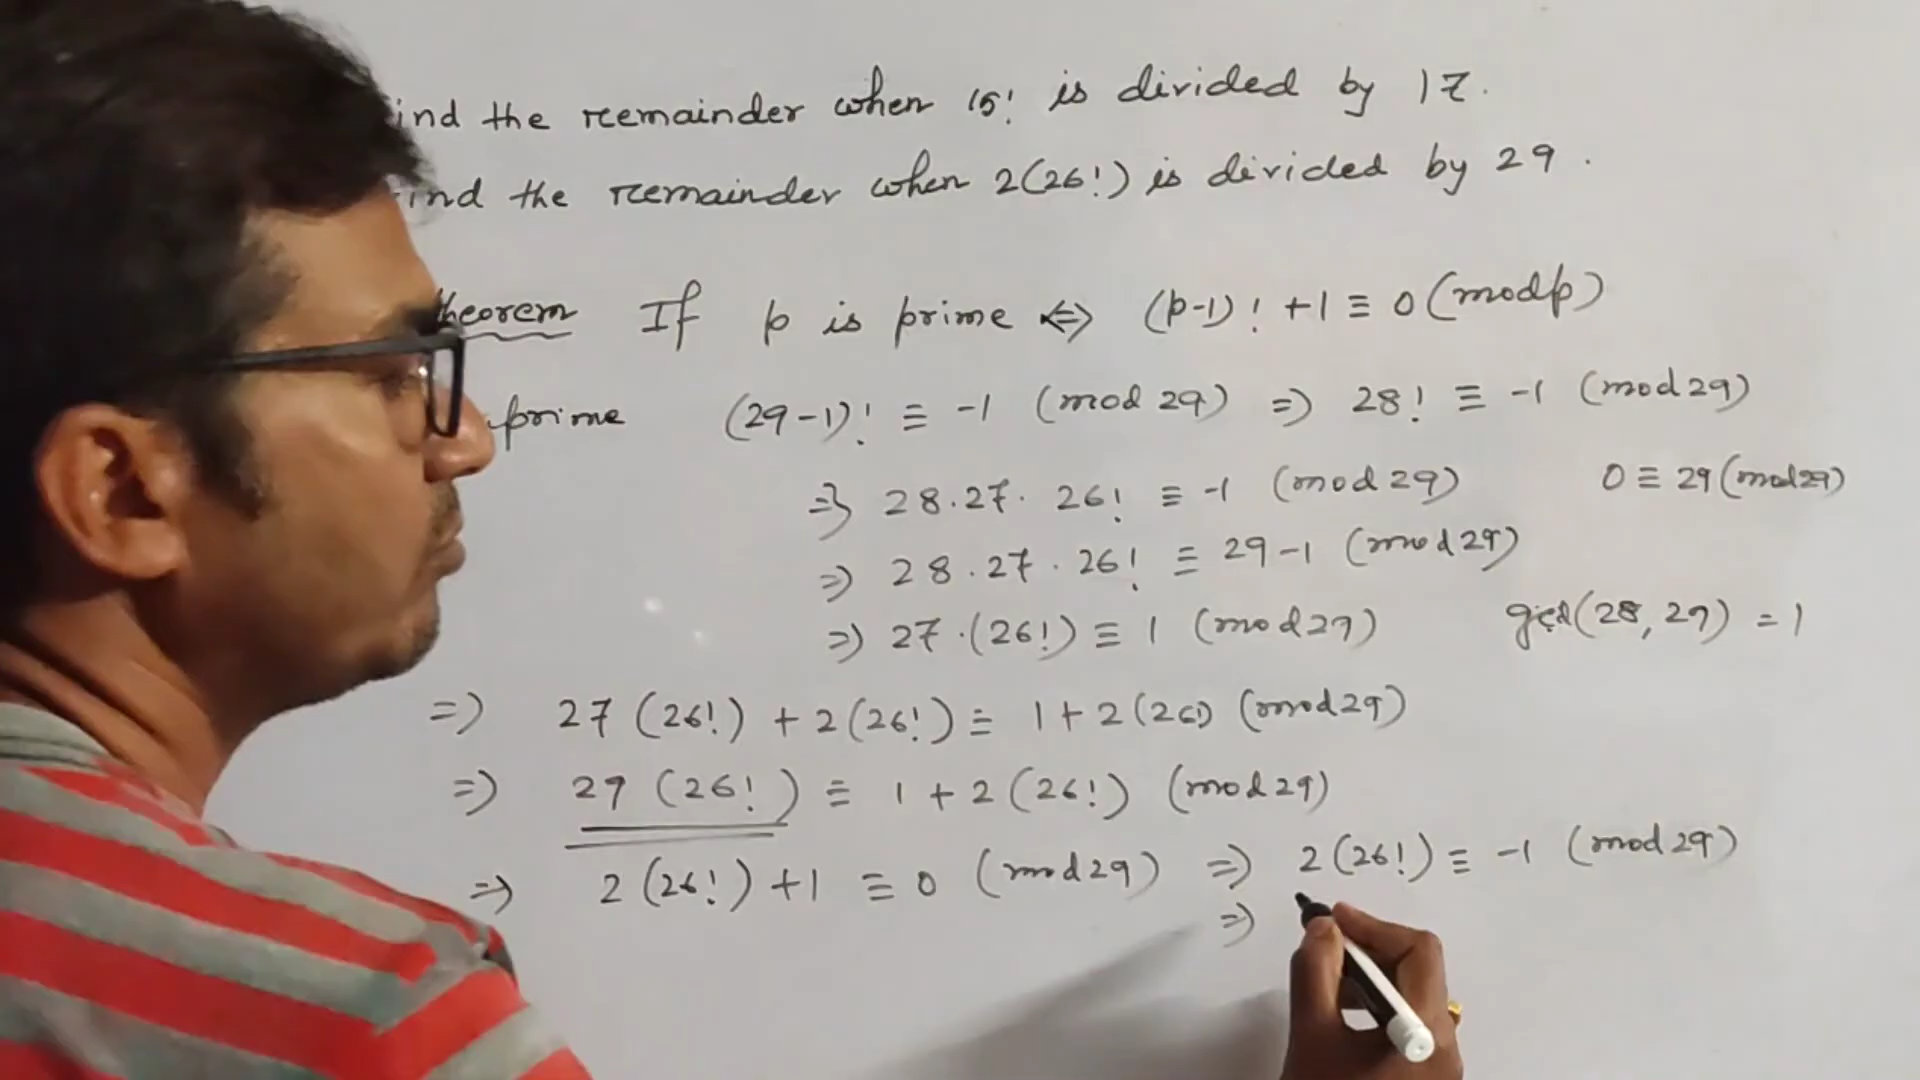 ind the remainder when 15! is divided by 17.
ind the remainder when 2(26!) is divided by 29.
heorem If p is prime ⇔ (p-1)! +1 ≡ 0 (mod p)
prime (29-1)! ≡ -1 (mod 29) ⇒ 28! ≡ -1 (mod 29)
⇒ 28.27. 26! ≡ -1 (mod 29) 0 ≡ 29 (mod 29)
⇒ 28.27.26! ≡ 29-1 (mod 29)
⇒ 27.(26!) ≡ 1 (mod 29) gcd(28, 29) = 1
⇒ 27 (26!) + 2(26!) ≡ 1+2(26!) (mod 29)
⇒ 29 (26!) ≡ 1 + 2(26!) (mod 29)
⇒ 2(26!) +1 ≡ 0 (mod 29) ⇒ 2(26!) ≡ -1 (mod 29)
⇒